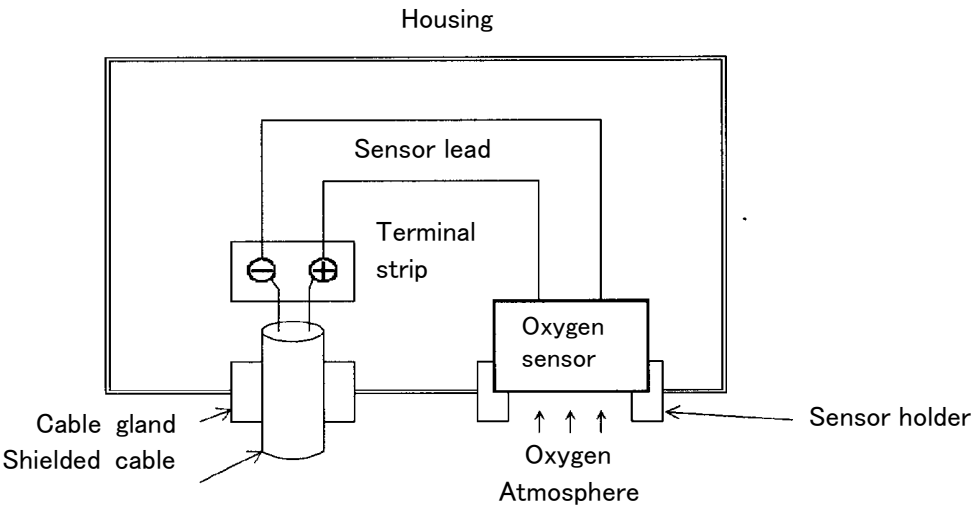 Housing
Sensor lead
Terminal
strip
Oxygen
sensor
Cable gland
Shielded cable
Sensor holder
Oxygen
Atmosphere